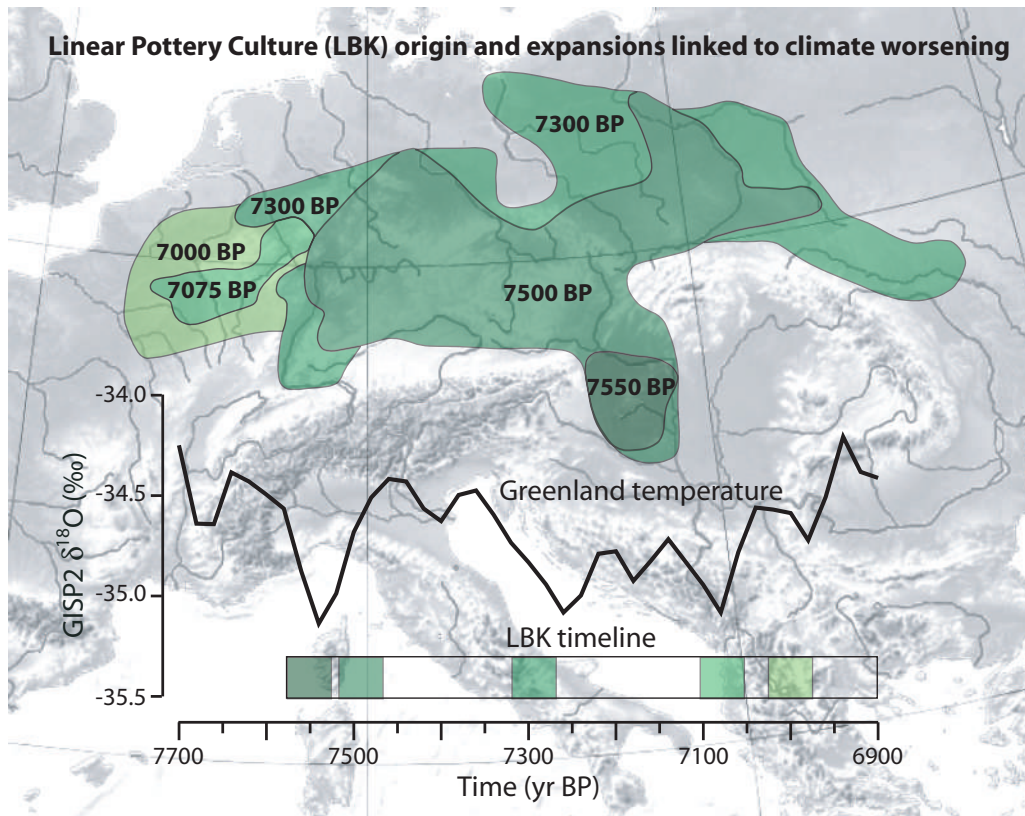 Linear Pottery Culture (LBK) origin and expansions linked to climate worsening
7300 BP
7300 BP
7000 BP
7075 BP
7500 BP
7550 BP
-34.0
-34.5
-35.0
-35.5
GISP2 δ¹⁸O (‰)
Greenland temperature
LBK timeline
7700 7500 7300 7100 6900
Time (yr BP)